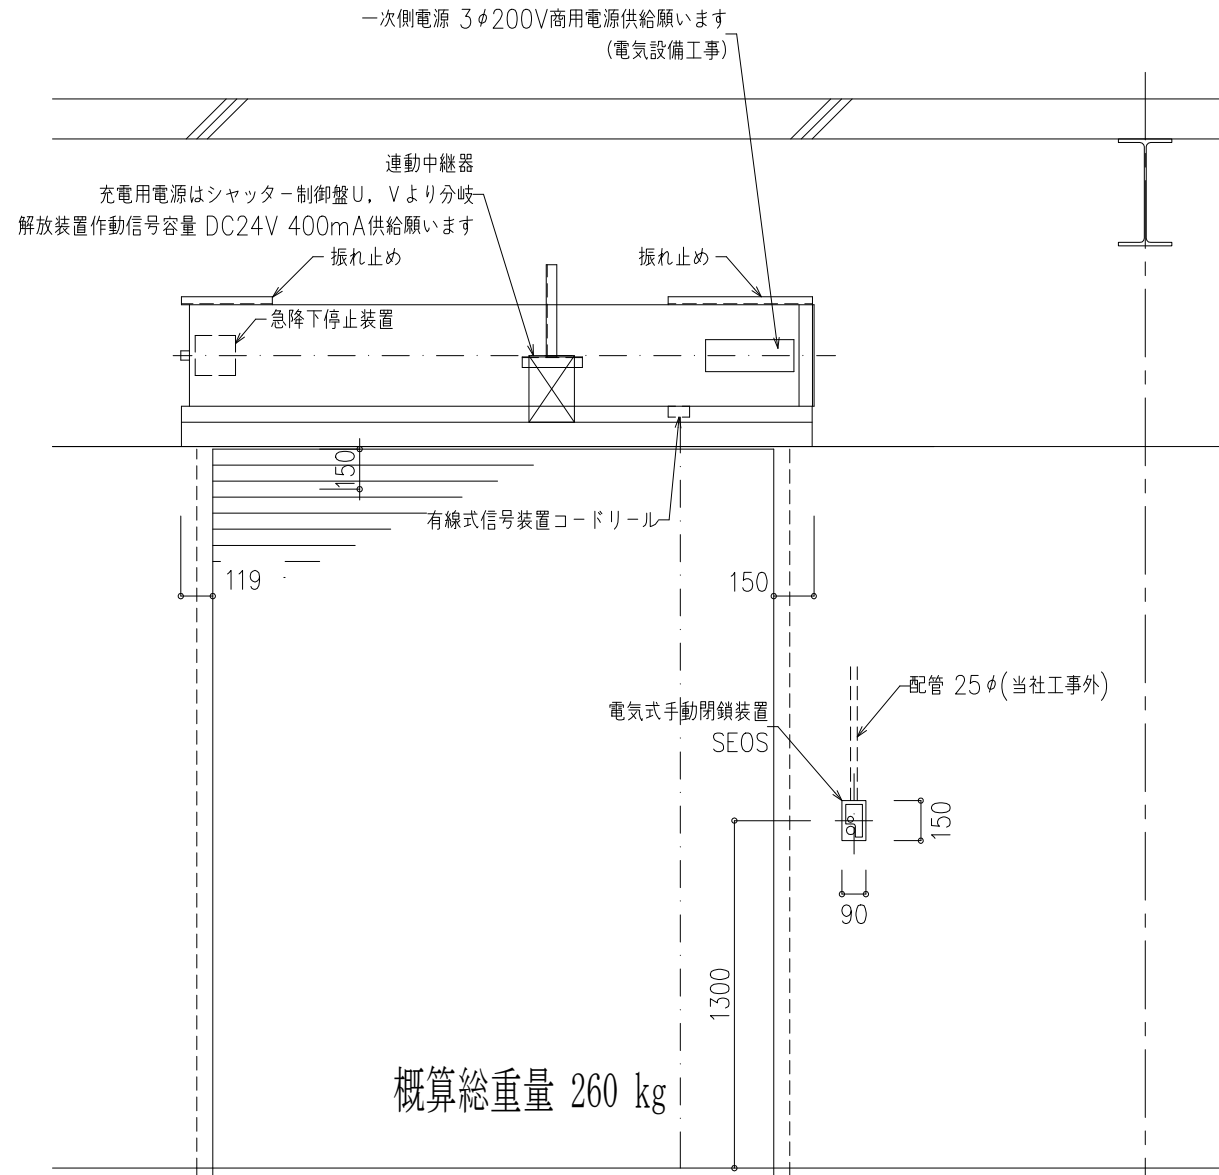 一次側電源 3φ200V商用電源供給願います
(電気設備工事)
連動中継器
充電用電源はシャッター制御盤U, Vより分岐
解放装置作動信号容量 DC24V 400mA供給願います
振れ止め
振れ止め
急降下停止装置
150
有線式信号装置コードリール
119
150
配管 25φ(当社工事外)
電気式手動閉鎖装置
SEOS
150
90
1300
概算総重量 260 kg